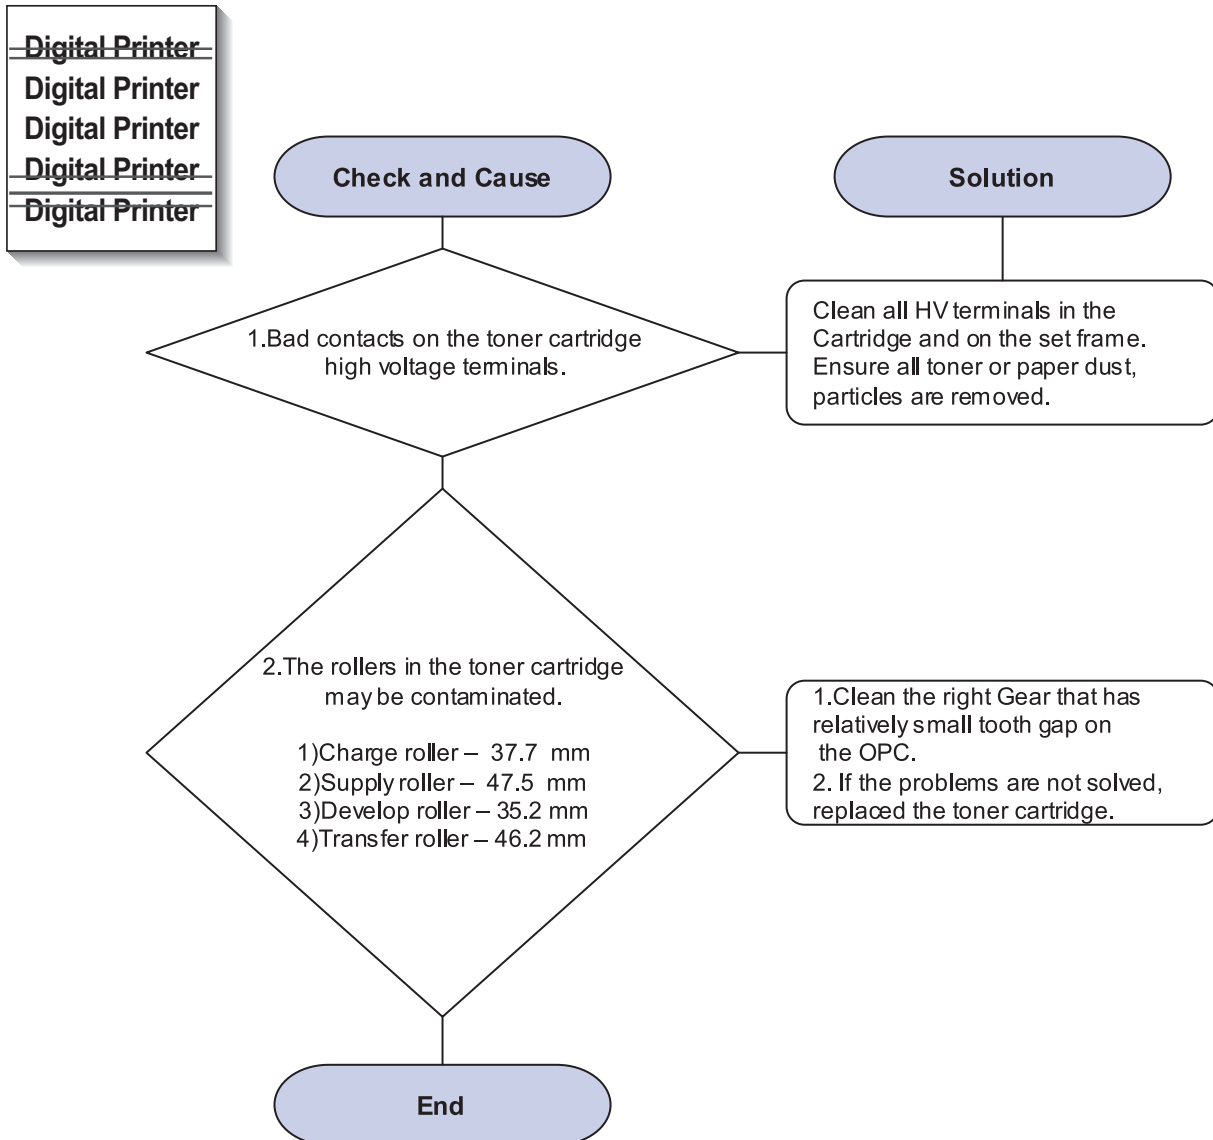 Digital Printer
Digital Printer
Digital Printer
Digital Printer
Digital Printer
Check and Cause
Solution
1.Bad contacts on the toner cartridge
high voltage terminals.
Clean all HV terminals in the
Cartridge and on the set frame.
Ensure all toner or paper dust,
particles are removed.
2.The rollers in the toner cartridge
may be contaminated.
1)Charge roller – 37.7 mm
2)Supply roller – 47.5 mm
3)Develop roller – 35.2 mm
4)Transfer roller – 46.2 mm
1.Clean the right Gear that has
relatively small tooth gap on
the OPC.
2. If the problems are not solved,
replaced the toner cartridge.
End